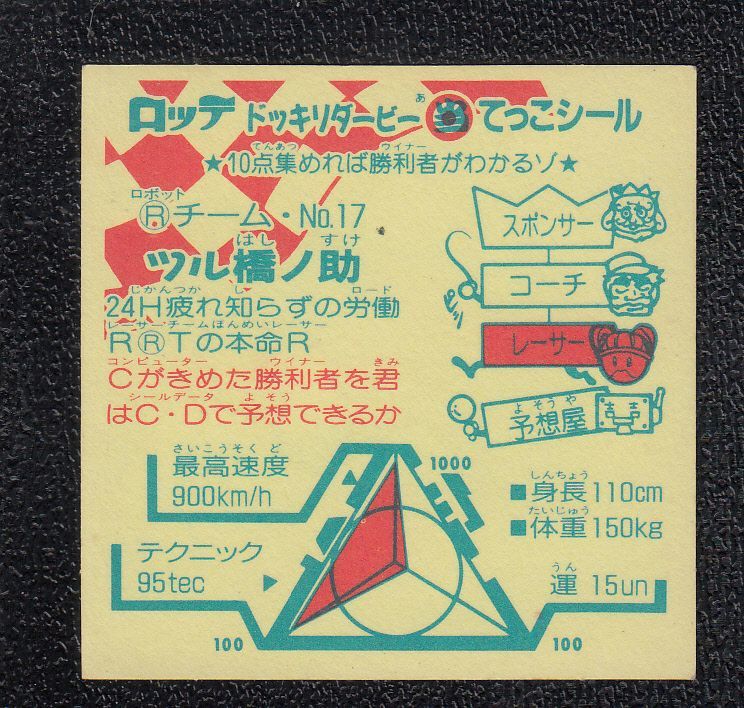 ロッテ ドッキリダービー 当 あ てっこシール
★10点集めれば勝利者がわかるゾ★
てんあつ ウイナー
ロボット
Ⓡチーム・No.17
はし すけ
ツル橋ノ助
じかんつか し ロード
24H疲れ知らずの労働
レーサー・チームほんめいレーサー
RⓇTの本命R
コンピューター ウイナー きみ
Cがきめた勝利者を君
シールデータ よそう
はC・Dで予想できるか
スポンサー
コーチ
レーサー
よそうや
予想屋
さいこうそくど
最高速度
900km/h
1000
しんちょう
■身長110cm
たいじゅう
■体重150kg
テクニック
95tec
うん
運 15un
100
100